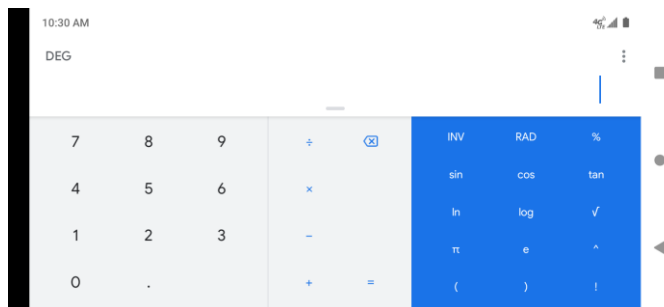 10:30 AM
DEG
7 8 9 ÷ INV RAD %
4 5 6 × sin cos tan
ln log √
1 2 3 − π e ^
0 . + = ( ) !